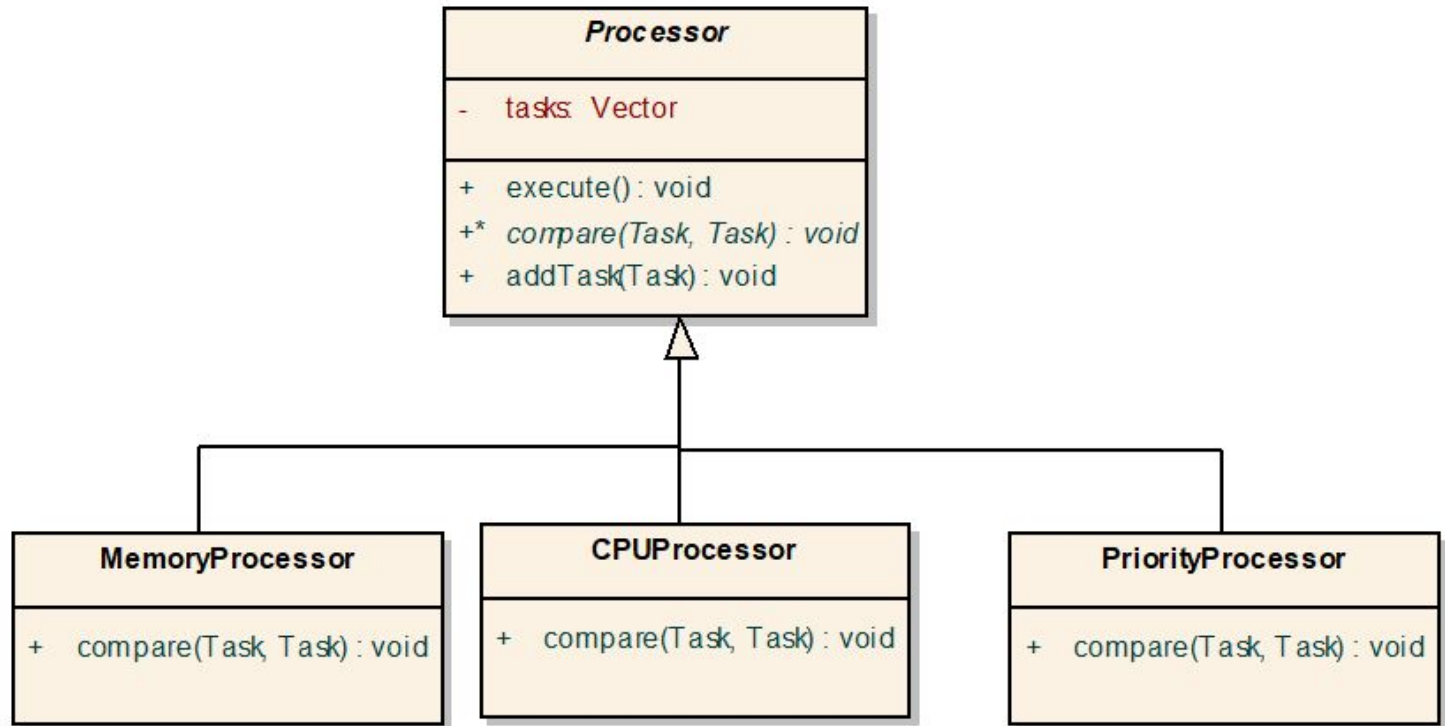 Processor
- tasks: Vector
+ execute() : void
+* compare(Task, Task) : void
+ addTask(Task) : void
MemoryProcessor
+ compare(Task, Task) : void
CPUProcessor
+ compare(Task, Task) : void
PriorityProcessor
+ compare(Task, Task) : void